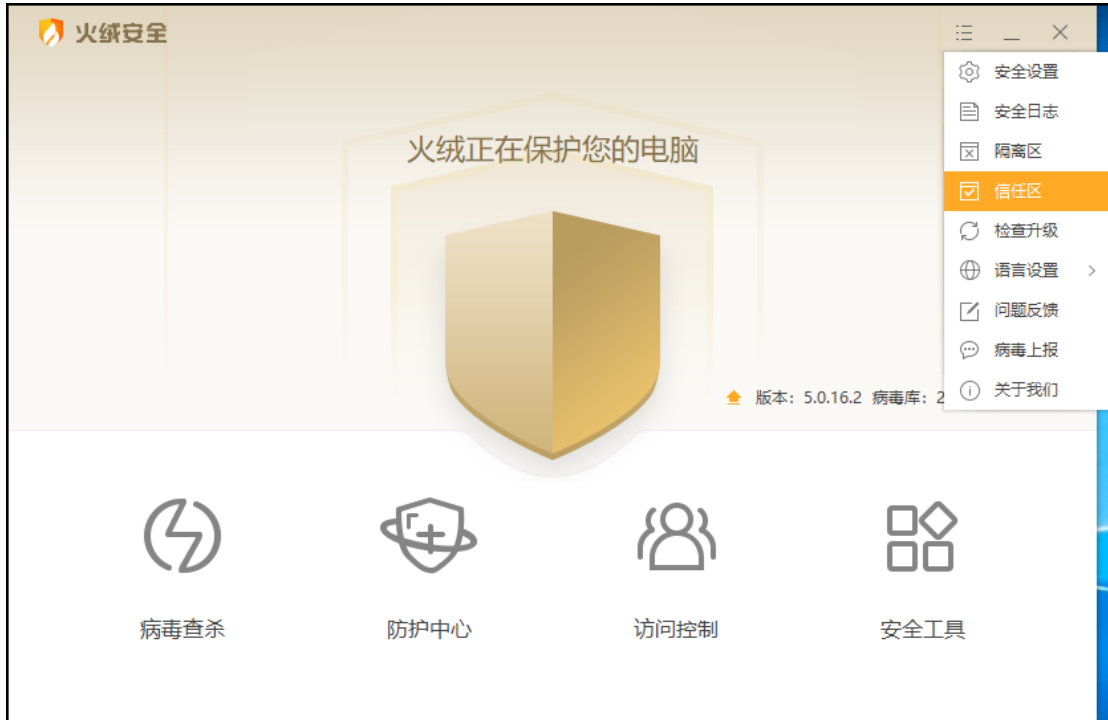 火绒安全
安全设置
安全日志
隔离区
信任区
检查升级
语言设置
问题反馈
病毒上报
关于我们
火绒正在保护您的电脑
版本：5.0.16.2 病毒库：2
病毒查杀
防护中心
访问控制
安全工具